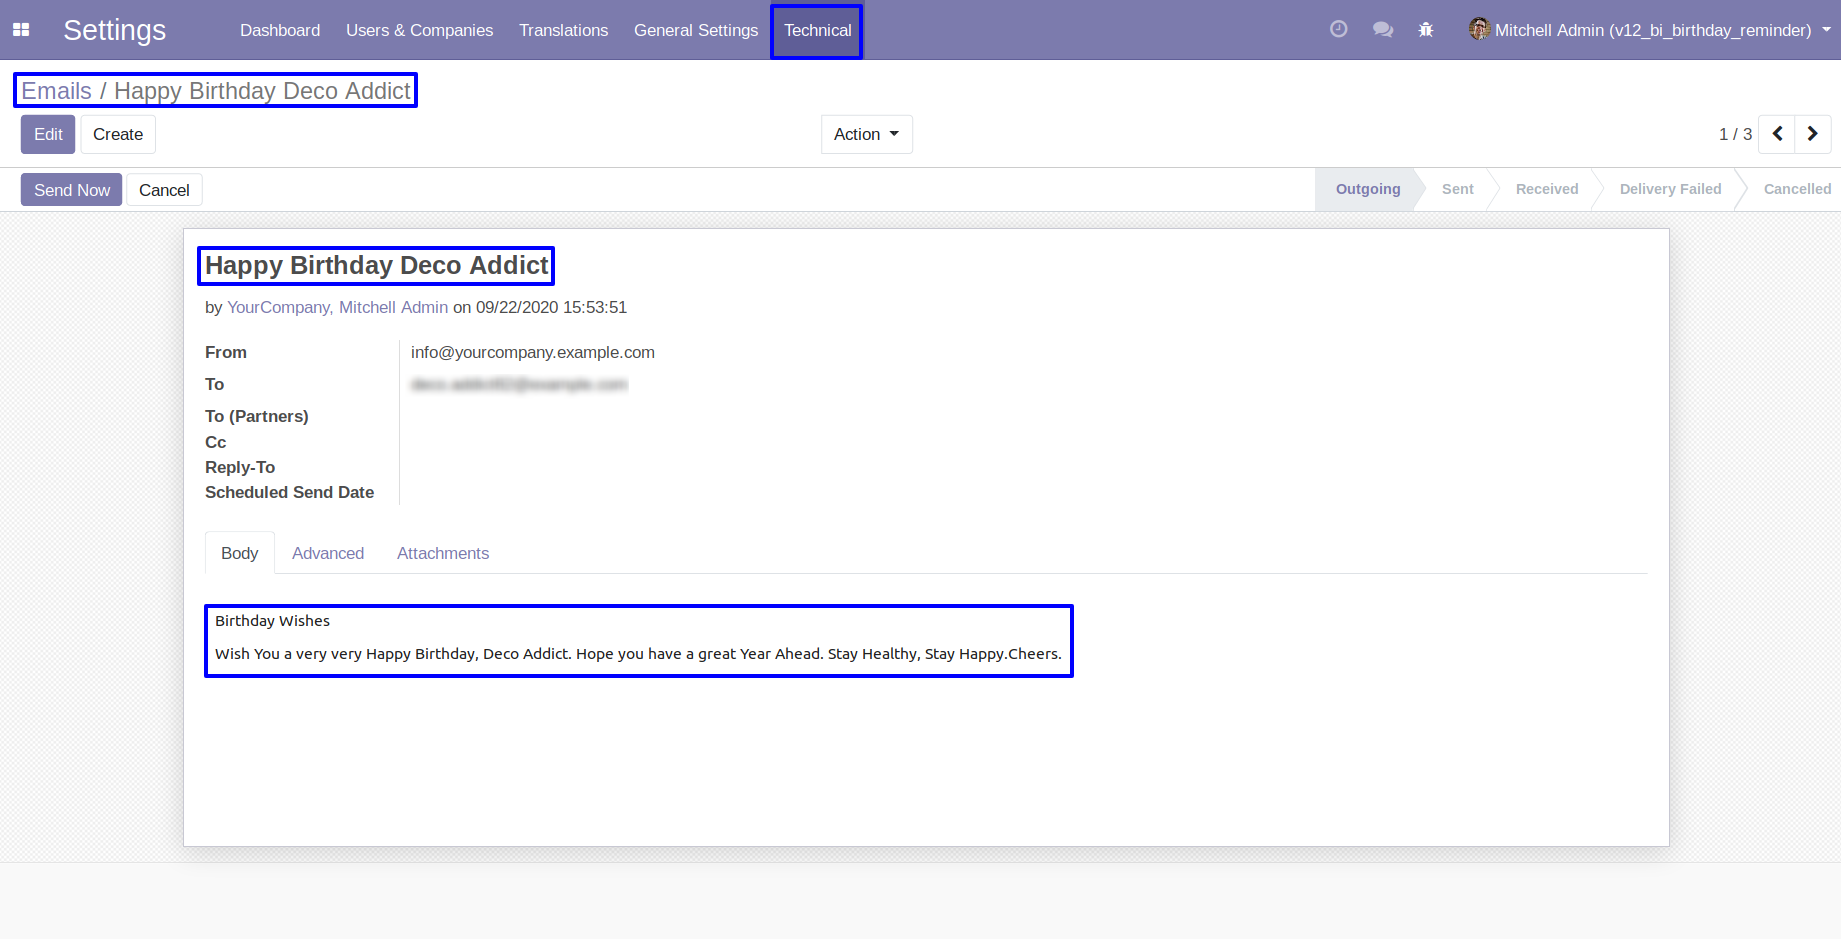 Settings Dashboard Users & Companies Translations General Settings Technical Mitchell Admin (v12_bi_birthday_reminder)
Emails / Happy Birthday Deco Addict
Edit Create Action 1 / 3
Send Now Cancel Outgoing Sent Received Delivery Failed Cancelled
Happy Birthday Deco Addict
by YourCompany, Mitchell Admin on 09/22/2020 15:53:51
From info@yourcompany.example.com
To
To (Partners)
Cc
Reply-To
Scheduled Send Date
Body Advanced Attachments
Birthday Wishes
Wish You a very very Happy Birthday, Deco Addict. Hope you have a great Year Ahead. Stay Healthy, Stay Happy.Cheers.